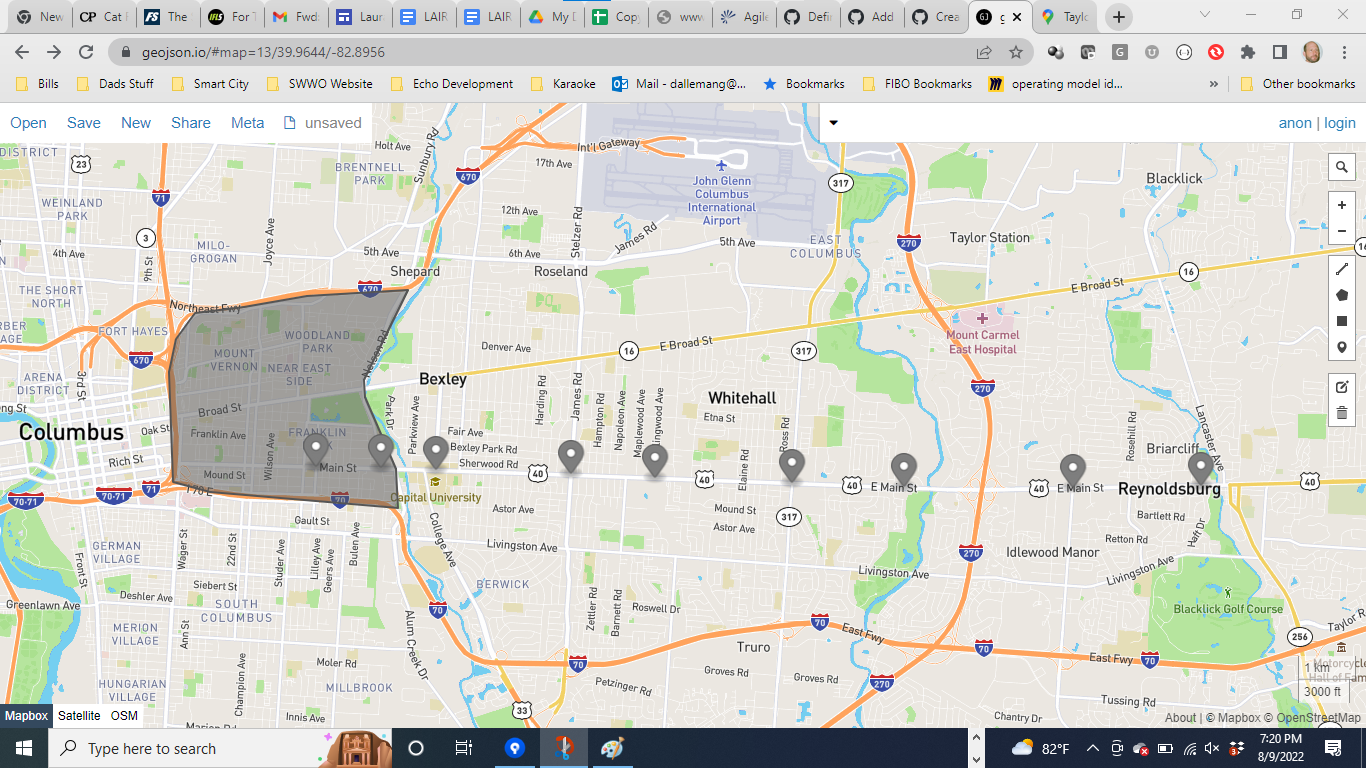 New
Cat
The
For
Fwd:
Laur
LAIR
LAIR
My D
Copy
www
Agile
Defin
Add
Crea
g
Taylo
geojson.io/#map=13/39.9644/-82.8956
Bills
Dads Stuff
Smart City
SWWO Website
Echo Development
Karaoke
Mail - dallemang@...
Bookmarks
FIBO Bookmarks
operating model id...
»
Other bookmarks
Open
Save
New
Share
Meta
unsaved
anon | login
DISTRICT
23
Holt Ave
BRENTNELL PARK
Sunbury Rd
670
17th Ave
Int'l Gateway
John Glenn Columbus International Airport
317
Blacklick
71
WEINLAND PARK
12th Ave
Stelzer Rd
James Rd
5th Ave
EAST COLUMBUS
270
Taylor Station
3
4th Ave
9th St
MILO-GROGAN
Joyce Ave
5th Ave
6th Ave
Shepard
Roseland
16
E Broad St
THE SHORT NORTH
Northeast Fwy
670
FORT HAYES
WOODLAND PARK
Nelson Rd
Mount Carmel East Hospital
670
MOUNT VERNON
NEAR EAST SIDE
Denver Ave
16
E Broad St
317
ARENA DISTRICT
3rd St
Bexley
Harding Rd
James Rd
Hampton Rd
Napoleon Ave
Maplewood Ave
Whitehall
270
Broad St
Park Dr
Parkview Ave
Etna St
Ross Rd
Lancaster Ave
Rosehill Rd
Columbus
Oak St
Franklin Ave
FRANKLIN
Fair Ave
Bexley Park Rd
Sherwood Rd
Elaine Rd
Briarcliff
Rich St
Mound St
Wilson Ave
Main St
40
40
40
E Main St
40
E Main St
Reynoldsburg
40
70-71
70-71
71
I 70 E
70
Capital University
Astor Ave
Mound St
Astor Ave
317
Bartlett Rd
Haft Dr
Gault St
College Ave
Livingston Ave
Retton Rd
GERMAN VILLAGE
Front St
Wager St
22nd St
Studer Ave
Lilley Ave
Geers Ave
Bulen Ave
270
Idlewood Manor
Livingston Ave
Livingston Ave
Siebert St
Deshler Ave
BERWICK
Zettler Rd
Barnett Rd
Roswell Dr
Greenlawn Ave
SOUTH COLUMBUS
70
Alum Creek Dr
Blacklick Golf Course
MERION VILLAGE
Ann St
70
East Fwy
Truro
70
East Fwy
70
256
Taylor R
Moler Rd
Champion Ave
70
Groves Rd
Groves Rd
270
HUNGARIAN VILLAGE
MILLBROOK
Petzinger Rd
Tussing Rd
Motorcycle Hall of Fam
1 km
3000 ft
33
Innis Ave
Chantry Dr
Mapbox
Satellite
OSM
About | © Mapbox © OpenStreetMap
Type here to search
82°F
7:20 PM
8/9/2022